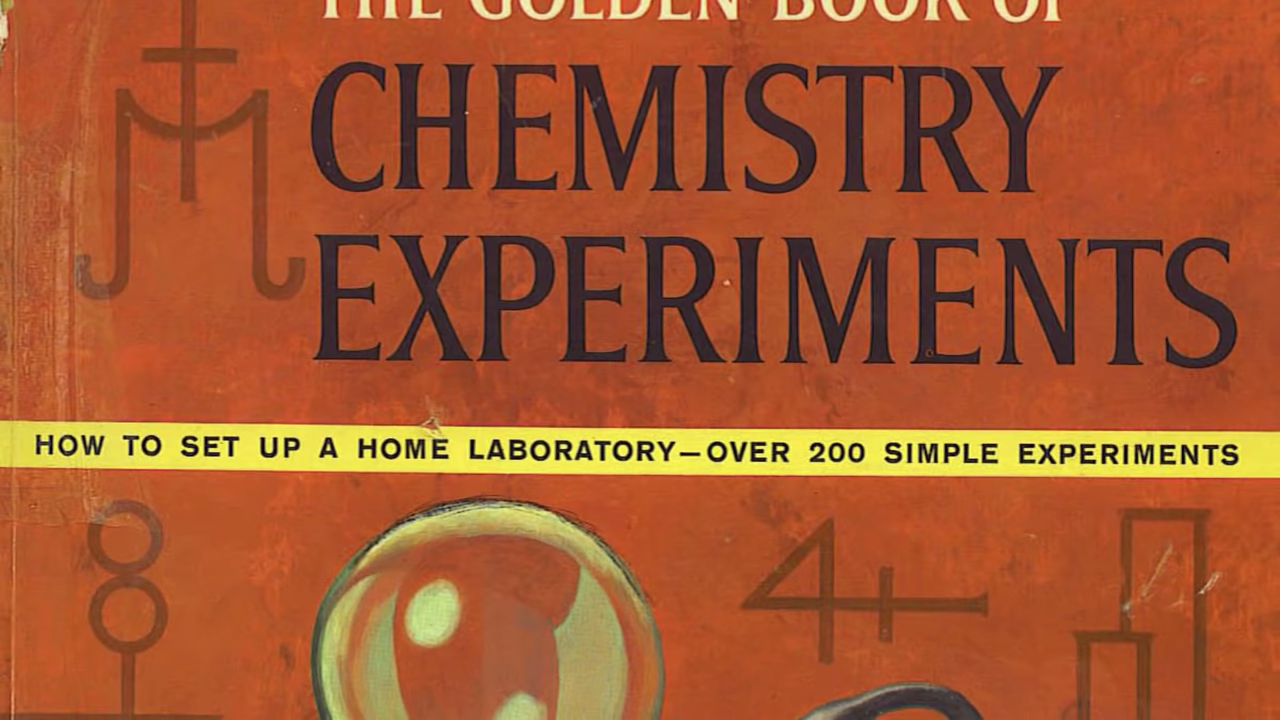 THE GOLDEN BOOK OF
CHEMISTRY
EXPERIMENTS
HOW TO SET UP A HOME LABORATORY—OVER 200 SIMPLE EXPERIMENTS